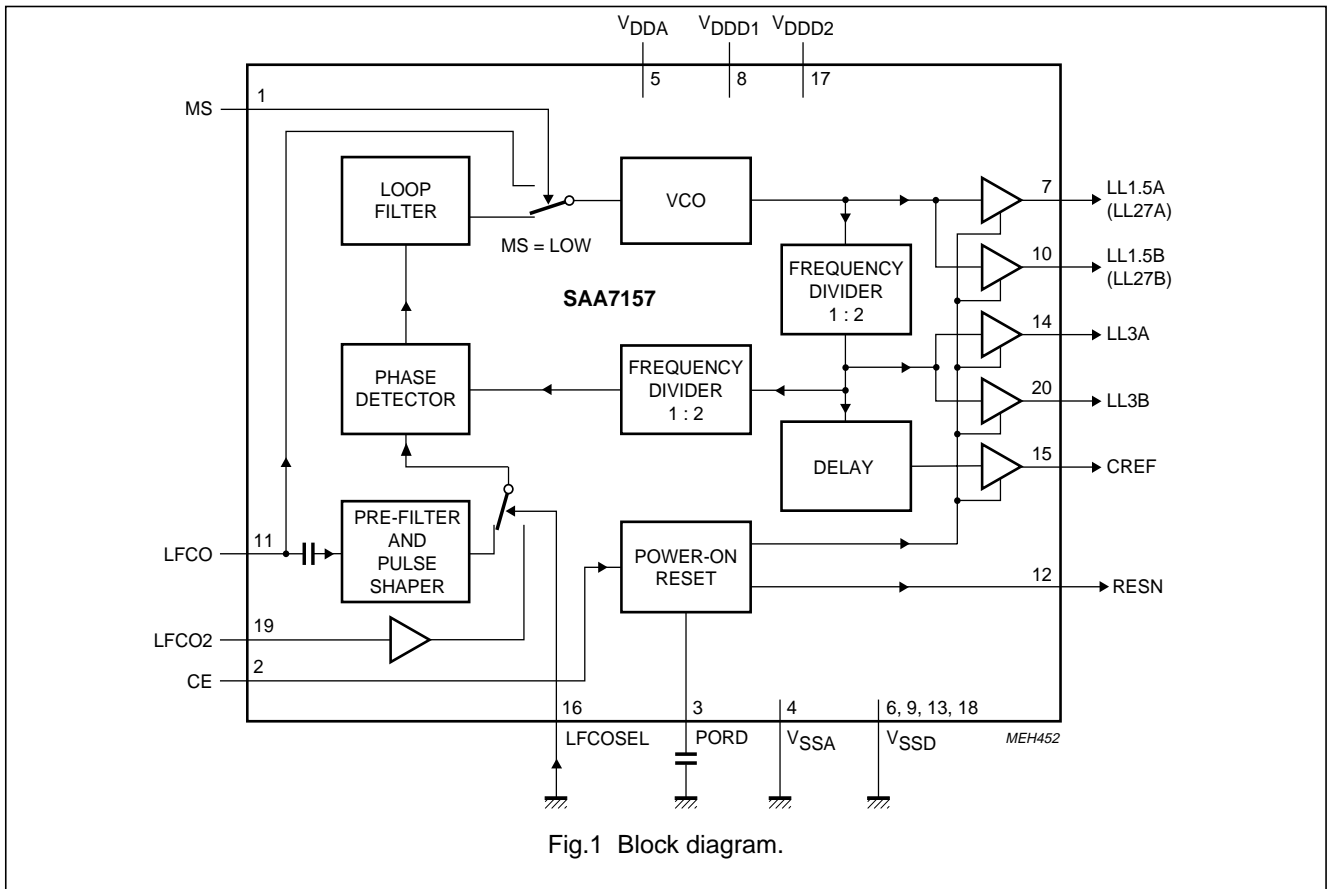 VDDA VDDD1 VDDD2
5 8 17
MS 1
LOOP
FILTER
MS = LOW
VCO
7 LL1.5A
(LL27A)
10 LL1.5B
(LL27B)
SAA7157
FREQUENCY
DIVIDER
1 : 2
14 LL3A
PHASE
DETECTOR
FREQUENCY
DIVIDER
1 : 2
20 LL3B
DELAY
15 CREF
LFCO 11
PRE-FILTER
AND
PULSE
SHAPER
POWER-ON
RESET
12 RESN
LFCO2 19
CE 2
16 3 4 6, 9, 13, 18
LFCOSEL PORD VSSA VSSD MEH452
Fig.1 Block diagram.